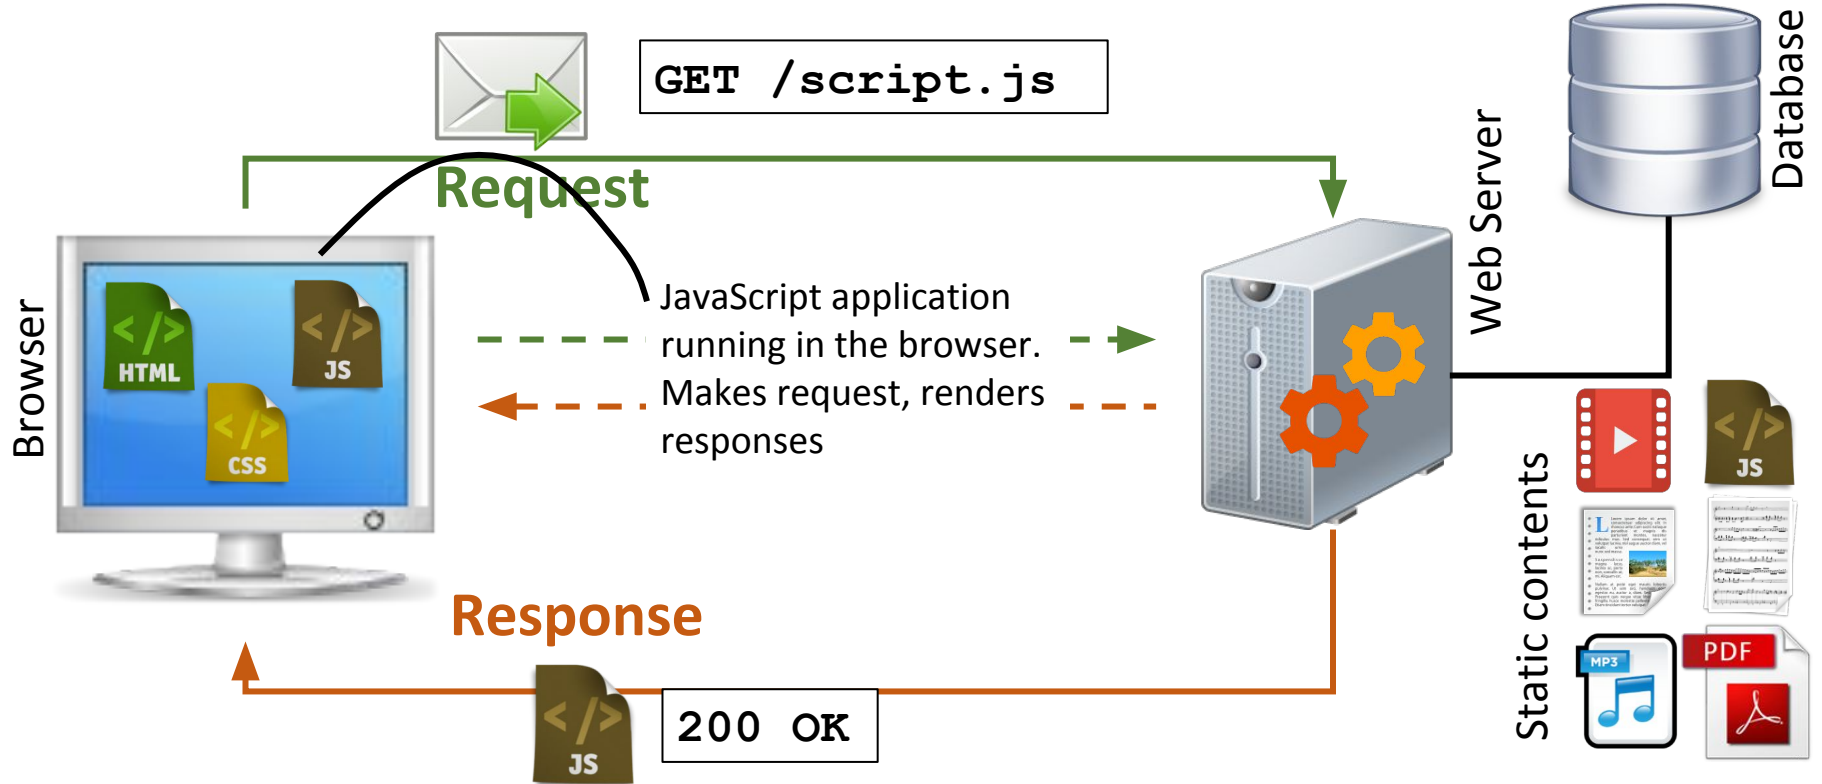 GET /script.js
Request
Database
Web Server
Browser
HTML
JS
CSS
JavaScript application
running in the browser.
Makes request, renders
responses
JS
Static contents
L
MP3
PDF
Response
JS
200 OK